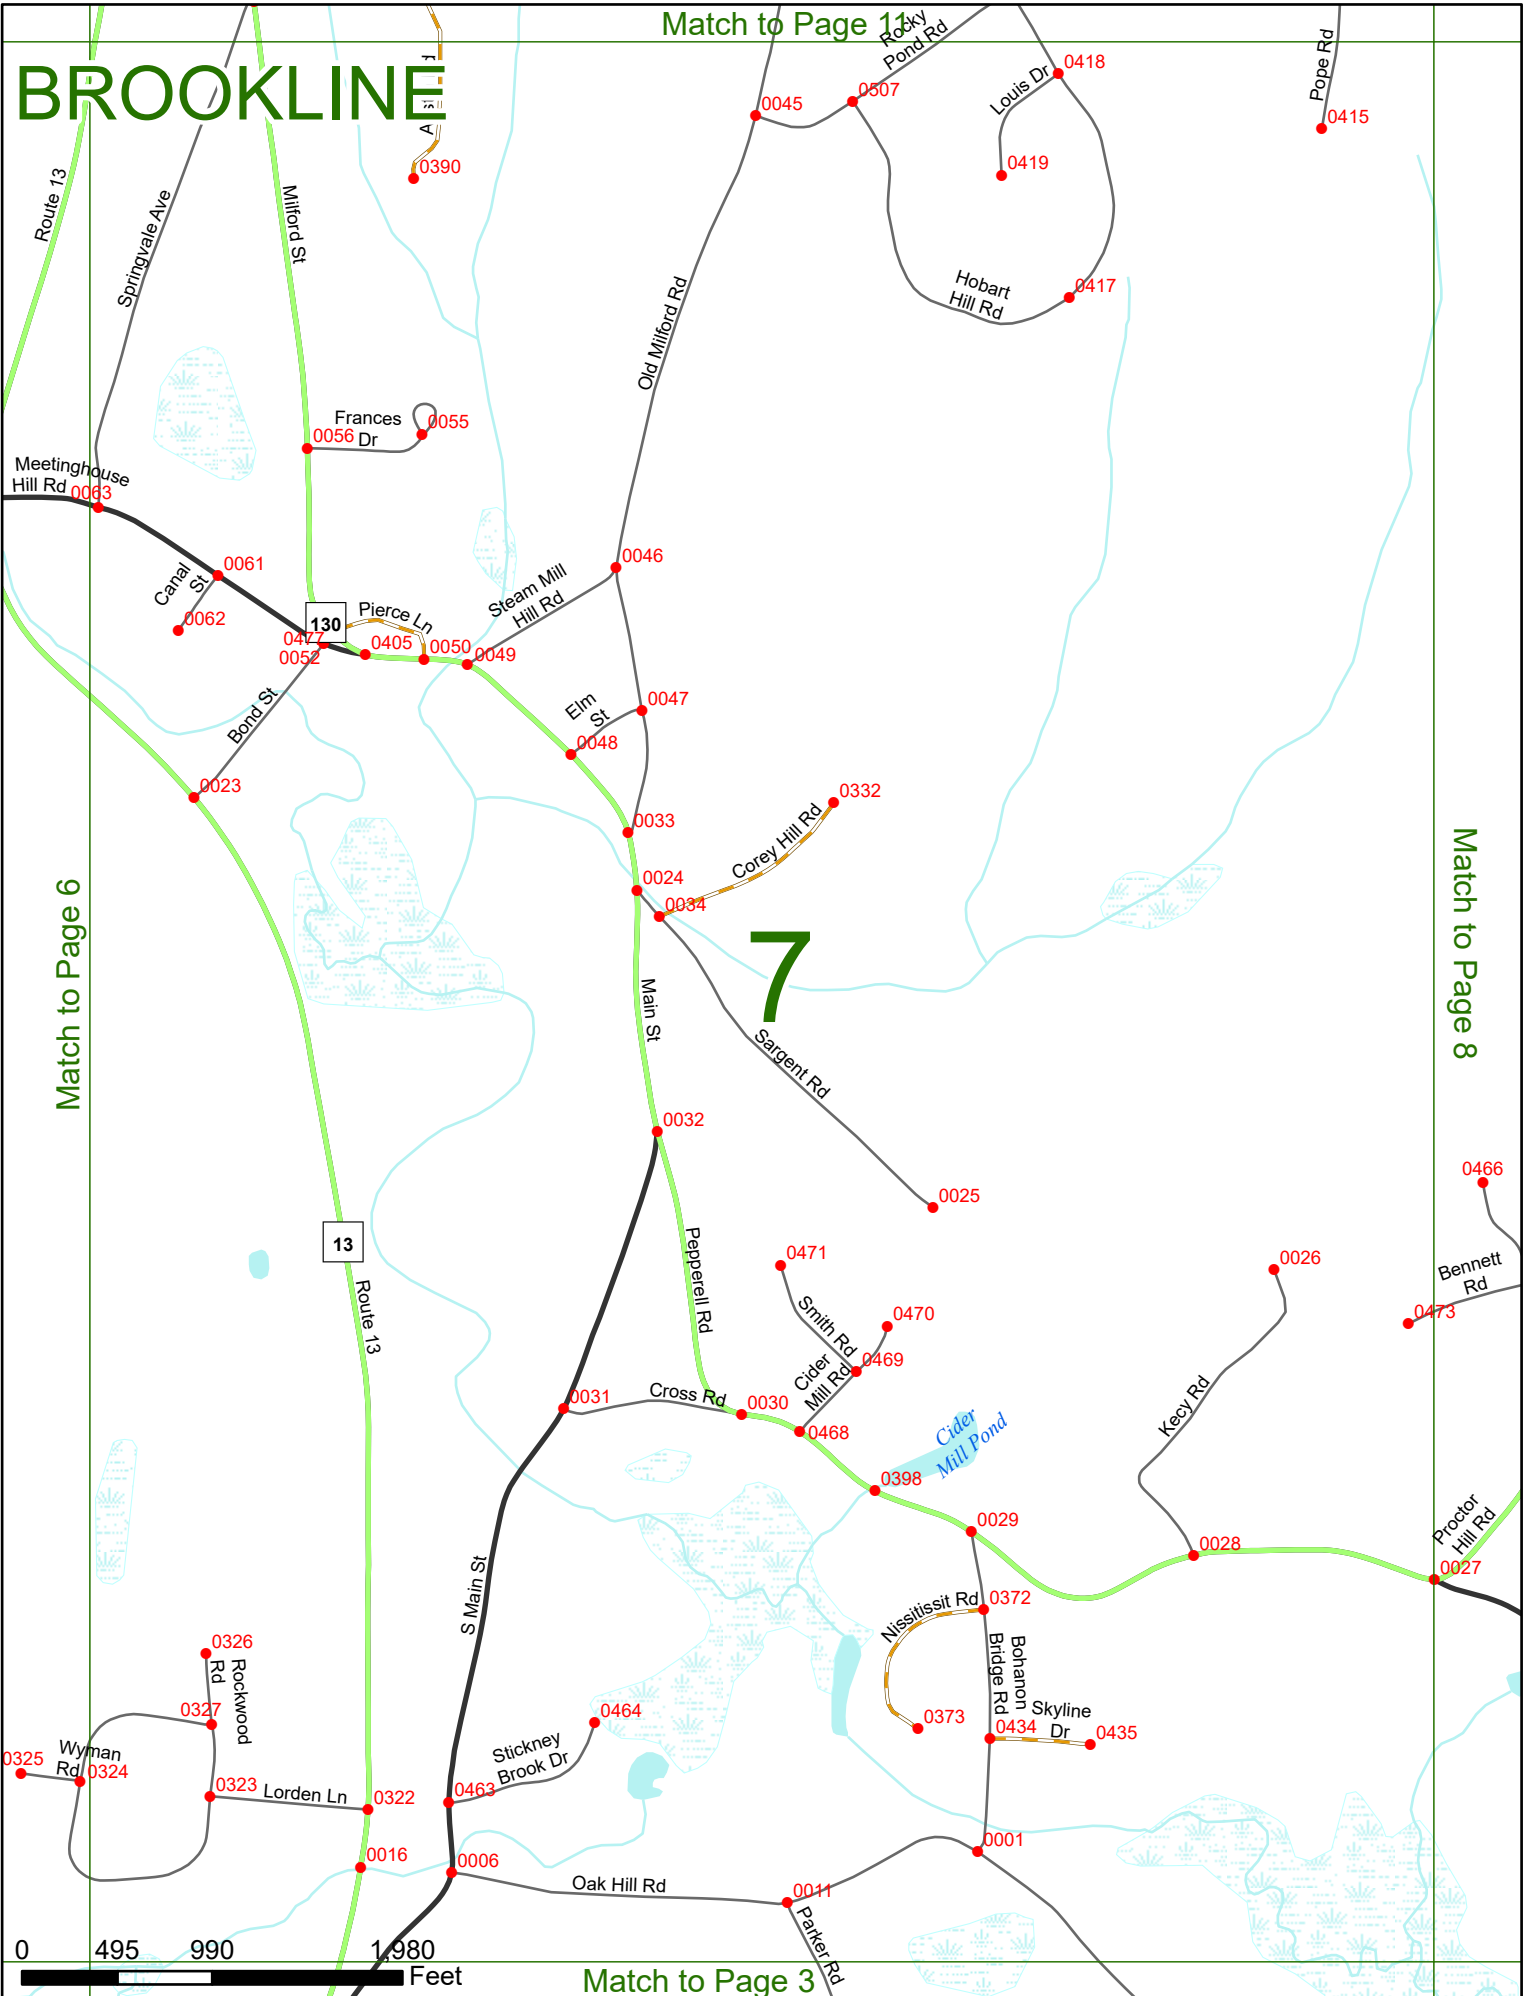 Match to Page 11
BROOKLINE
Rocky
Pond Rd
0418
Pope Rd
0507
0045
Louis Dr
0415
0390
0419
Route 13
Springvale Ave
Milford St
Old Milford Rd
Hobart
Hill Rd
0417
Frances
Dr
0055
0056
Meetinghouse
Hill Rd
0063
0061
Canal
St
0062
0046
Steam Mill
Hill Rd
Pierce Ln
130
0477
0052
0405
0050
0049
Bond St
0047
Elm
St
0048
0023
0332
0033
Corey Hill Rd
0024
0034
Match to Page 6
Match to Page 8
7
Main St
Sargent Rd
0032
0025
0466
13
Route 13
Pepperell Rd
0471
0026
Bennett
Rd
0473
Smith Rd
0470
0469
Cider
Mill Rd
0031
Cross Rd
0030
0468
Kecy Rd
Cider
Mill Pond
0398
0029
0028
Proctor
Hill Rd
0027
S Main St
Nissitissit Rd
0372
Bohanon
Bridge Rd
0326
Rockwood
Rd
0327
0464
0373
0434
Skyline
Dr
0435
Stickney
Brook Dr
0325
Wyman
Rd
0324
0323
Lorden Ln
0322
0463
0001
0016
0006
Oak Hill Rd
0011
Parker Rd
0 495 990 1,980
Feet
Match to Page 3